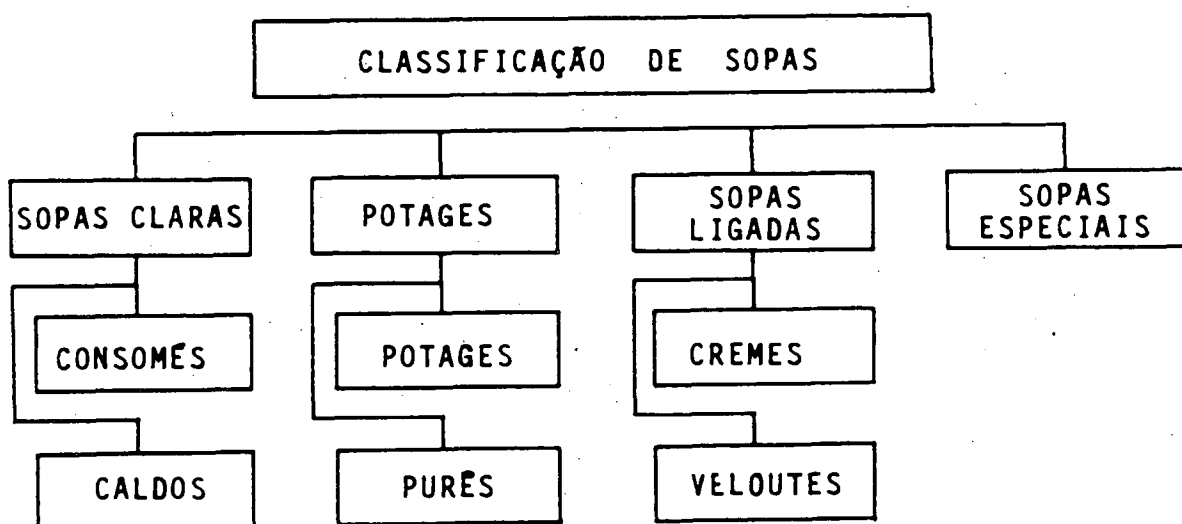 CLASSIFICAÇÃO DE SOPAS
SOPAS CLARAS
POTAGES
SOPAS
LIGADAS
SOPAS
ESPECIAIS
CONSOMÉS
POTAGES
CREMES
CALDOS
PURÊS
VELOUTES